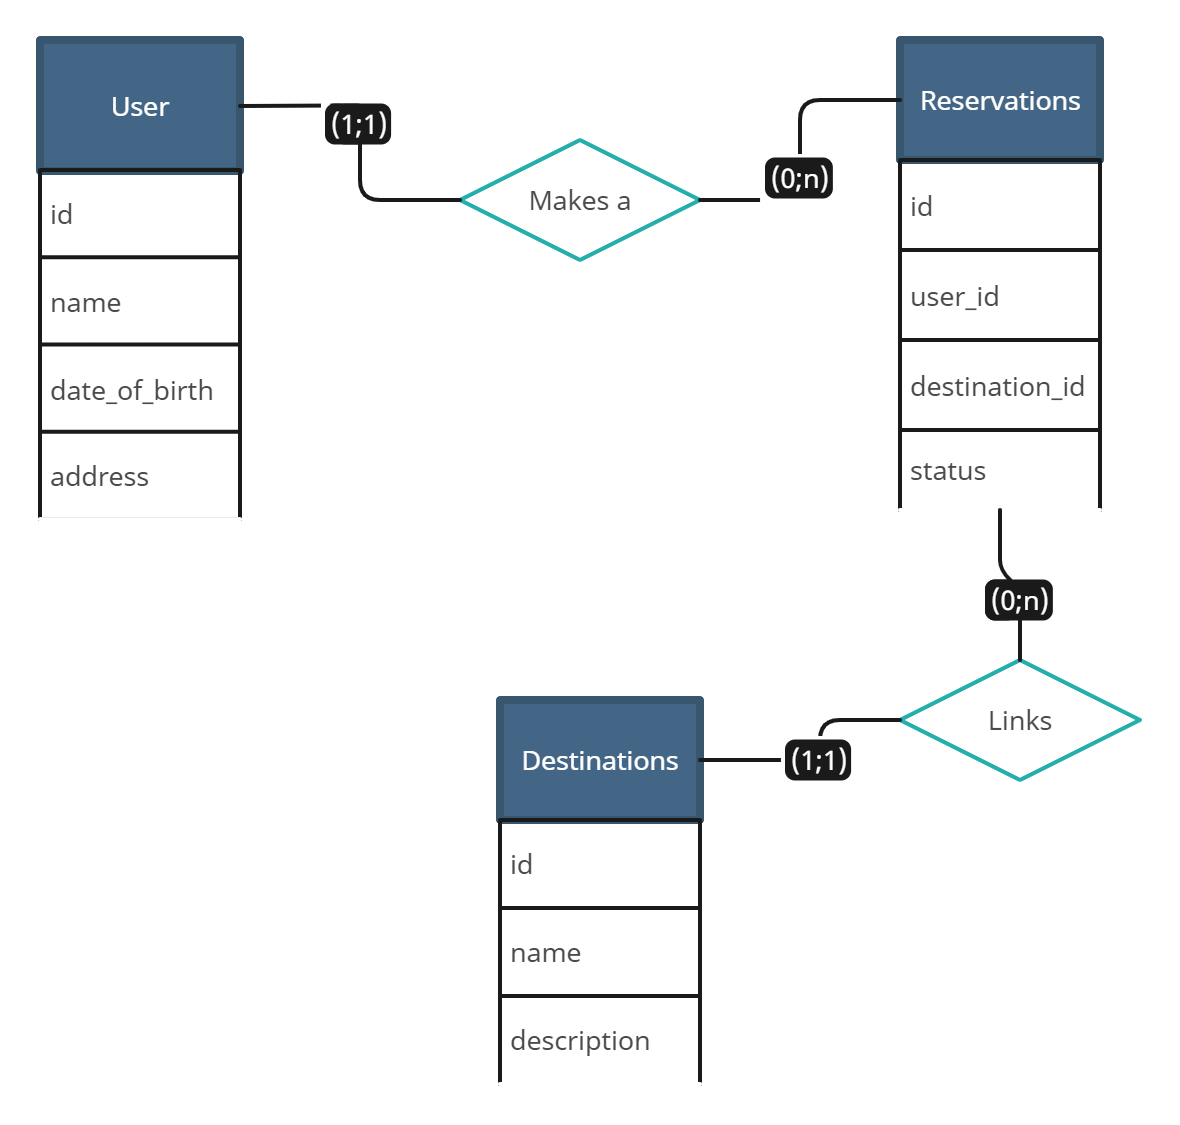 User
id
name
date_of_birth
address
(1;1)
Makes a
(0;n)
Reservations
id
user_id
destination_id
status
(0;n)
Links
(1;1)
Destinations
id
name
description